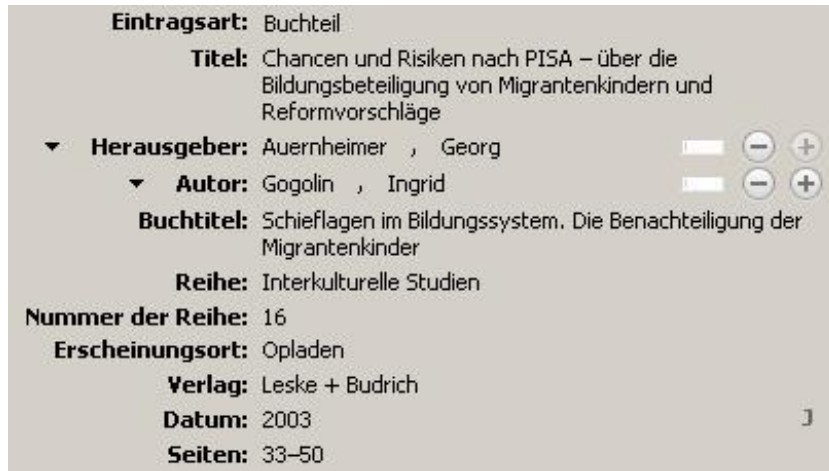 Eintragsart: Buchteil
Titel: Chancen und Risiken nach PISA – über die
Bildungsbeteiligung von Migrantenkindern und
Reformvorschläge
Herausgeber: Auernheimer , Georg
Autor: Gogolin , Ingrid
Buchtitel: Schieflagen im Bildungssystem. Die Benachteiligung der
Migrantenkinder
Reihe: Interkulturelle Studien
Nummer der Reihe: 16
Erscheinungsort: Opladen
Verlag: Leske + Budrich
Datum: 2003 J
Seiten: 33–50